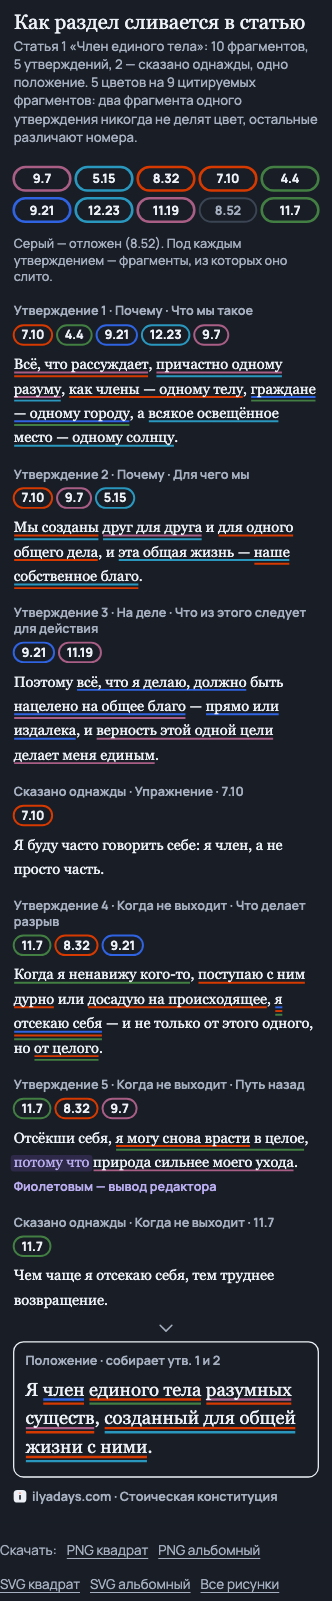 Как раздел сливается в статью
Статья 1 «Член единого тела»: 10 фрагментов,
5 утверждений, 2 — сказано однажды, одно
положение. 5 цветов на 9 цитируемых
фрагментов: два фрагмента одного
утверждения никогда не делят цвет, остальные
различают номера.
9.7 5.15 8.32 7.10 4.4
9.21 12.23 11.19 8.52 11.7
Серый — отложен (8.52). Под каждым
утверждением — фрагменты, из которых оно
слито.
Утверждение 1 · Почему · Что мы такое
7.10 4.4 9.21 12.23 9.7
Всё, что рассуждает, причастно одному
разуму, как члены — одному телу, граждане
— одному городу, а всякое освещённое
место — одному солнцу.
Утверждение 2 · Почему · Для чего мы
7.10 9.7 5.15
Мы созданы друг для друга и для одного
общего дела, и эта общая жизнь — наше
собственное благо.
Утверждение 3 · На деле · Что из этого следует
для действия
9.21 11.19
Поэтому всё, что я делаю, должно быть
нацелено на общее благо — прямо или
издалека, и верность этой одной цели
делает меня единым.
Сказано однажды · Упражнение · 7.10
7.10
Я буду часто говорить себе: я член, а не
просто часть.
Утверждение 4 · Когда не выходит · Что делает
разрыв
11.7 8.32 9.21
Когда я ненавижу кого-то, поступаю с ним
дурно или досадую на происходящее, я
отсекаю себя — и не только от этого одного,
но от целого.
Утверждение 5 · Когда не выходит · Путь назад
11.7 8.32 9.7
Отсёкши себя, я могу снова врасти в целое,
потому что природа сильнее моего ухода.
Фиолетовым — вывод редактора
Сказано однажды · Когда не выходит · 11.7
11.7
Чем чаще я отсекаю себя, тем труднее
возвращение.
Положение · собирает утв. 1 и 2
Я член единого тела разумных
существ, созданный для общей
жизни с ними.
ilyadays.com · Стоическая конституция
Скачать: PNG квадрат PNG альбомный
SVG квадрат SVG альбомный Все рисунки